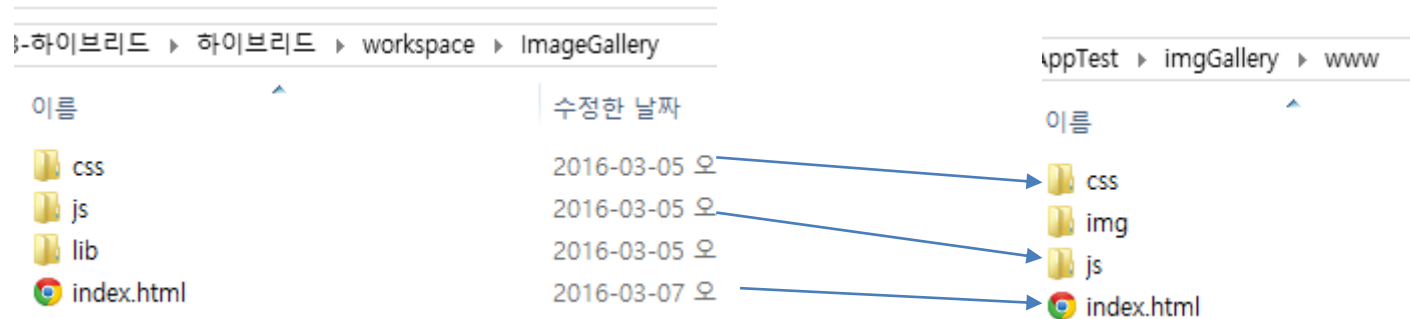 하이브리드 ▸ 하이브리드 ▸ workspace ▸ ImageGallery
이름 수정한 날짜
css 2016-03-05 오
js 2016-03-05 오
lib 2016-03-05 오
index.html 2016-03-07 오
AppTest ▸ imgGallery ▸ www
이름
css
img
js
index.html